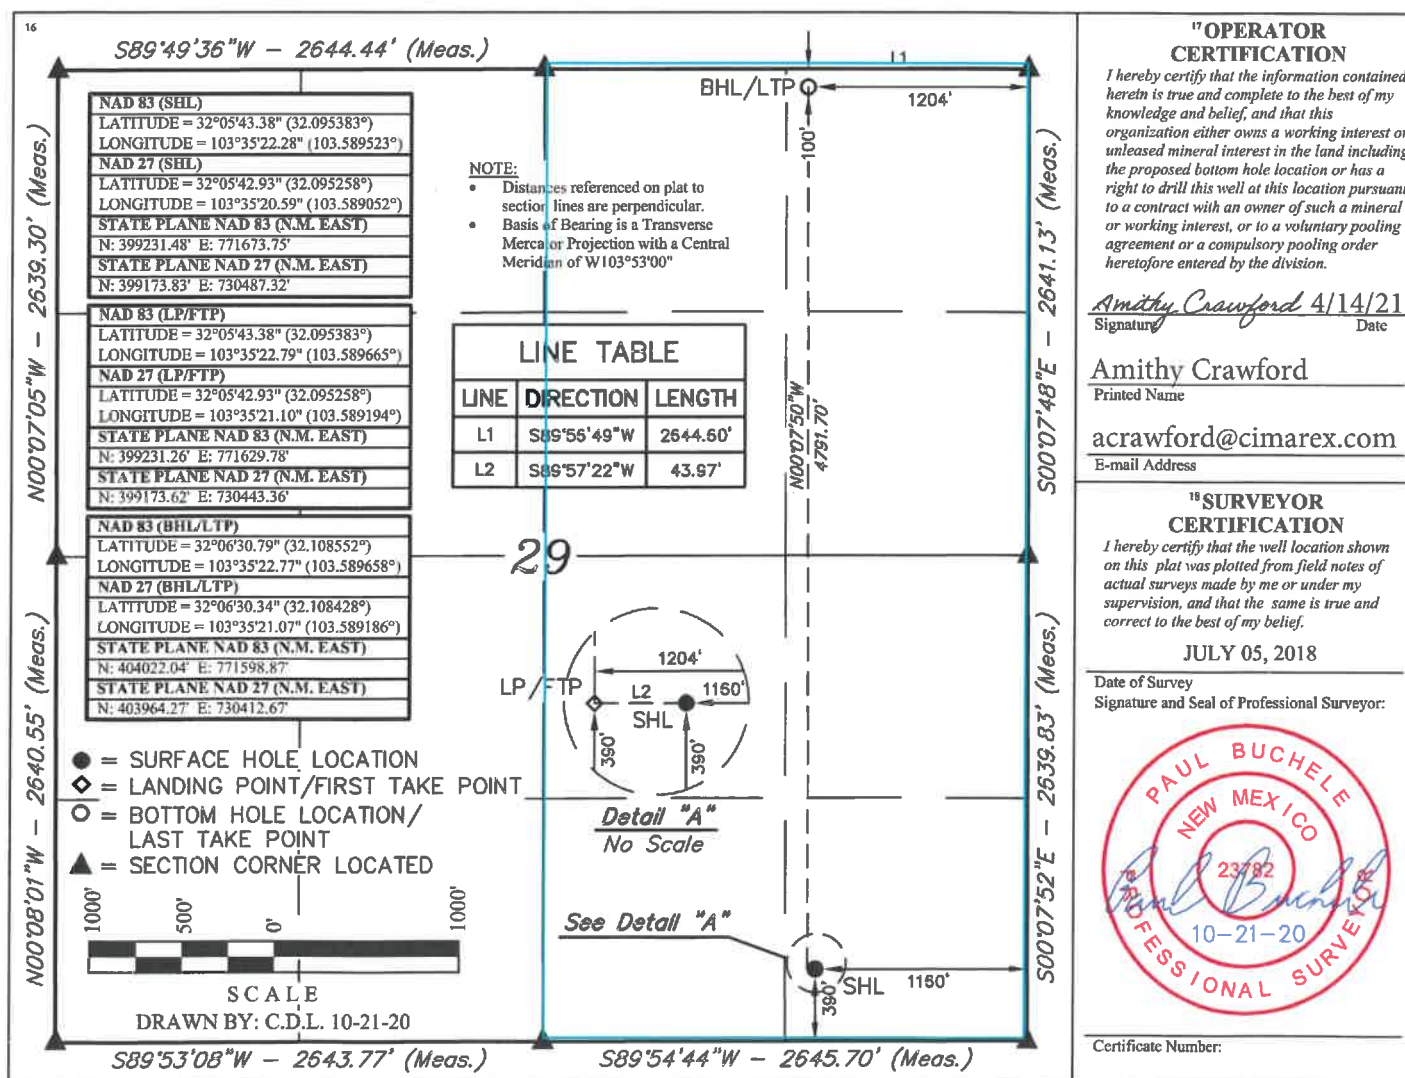 16
S89°49'36"W - 2644.44' (Meas.)
N00°07'05"W - 2639.30' (Meas.)
N00°08'01"W - 2640.55' (Meas.)
NAD 83 (SHL)
LATITUDE = 32°05'43.38" (32.095383°)
LONGITUDE = 103°35'22.28" (103.589523°)
NAD 27 (SHL)
LATITUDE = 32°05'42.93" (32.095258°)
LONGITUDE = 103°35'20.59" (103.589052°)
STATE PLANE NAD 83 (N.M. EAST)
N: 399231.48' E: 771673.75'
STATE PLANE NAD 27 (N.M. EAST)
N: 399173.83' E: 730487.32'
NAD 83 (LP/FTP)
LATITUDE = 32°05'43.38" (32.095383°)
LONGITUDE = 103°35'22.79" (103.589665°)
NAD 27 (LP/FTP)
LATITUDE = 32°05'42.93" (32.095258°)
LONGITUDE = 103°35'21.10" (103.589194°)
STATE PLANE NAD 83 (N.M. EAST)
N: 399231.26' E: 771629.78'
STATE PLANE NAD 27 (N.M. EAST)
N: 399173.62' E: 730443.36'
NAD 83 (BHL/LTP)
LATITUDE = 32°06'30.79" (32.108552°)
LONGITUDE = 103°35'22.77" (103.589658°)
NAD 27 (BHL/LTP)
LATITUDE = 32°06'30.34" (32.108428°)
LONGITUDE = 103°35'21.07" (103.589186°)
STATE PLANE NAD 83 (N.M. EAST)
N: 404022.04' E: 771598.87'
STATE PLANE NAD 27 (N.M. EAST)
N: 403964.27' E: 730412.67'
= SURFACE HOLE LOCATION
= LANDING POINT/FIRST TAKE POINT
= BOTTOM HOLE LOCATION/
LAST TAKE POINT
= SECTION CORNER LOCATED
1000' 500' 0' 1000'
SCALE
DRAWN BY: C.D.L. 10-21-20
S89°53'08"W - 2643.77' (Meas.)
NOTE:
• Distances referenced on plat to
section lines are perpendicular.
• Basis of Bearing is a Transverse
Mercator Projection with a Central
Meridian of W103°53'00"
LINE TABLE
LINE DIRECTION LENGTH
L1 S89°55'49"W 2644.60'
L2 S89°57'22"W 43.97'
29
L1
BHL/LTP
1204'
100'
N00°07'50"W
4791.70'
1204'
LP/FTP
L2
SHL
1160'
390'
390'
Detail "A"
No Scale
See Detail "A"
SHL
1160'
390'
S89°54'44"W - 2645.70' (Meas.)
S00°07'48"E - 2641.13' (Meas.)
S00°07'52"E - 2639.83' (Meas.)
17 OPERATOR
CERTIFICATION
I hereby certify that the information contained
herein is true and complete to the best of my
knowledge and belief, and that this
organization either owns a working interest or
unleased mineral interest in the land including
the proposed bottom hole location or has a
right to drill this well at this location pursuant
to a contract with an owner of such a mineral
or working interest, or to a voluntary pooling
agreement or a compulsory pooling order
heretofore entered by the division.
Amithy Crawford 4/14/21
Signature Date
Amithy Crawford
Printed Name
acrawford@cimarex.com
E-mail Address
18 SURVEYOR
CERTIFICATION
I hereby certify that the well location shown
on this plat was plotted from field notes of
actual surveys made by me or under my
supervision, and that the same is true and
correct to the best of my belief.
JULY 05, 2018
Date of Survey
Signature and Seal of Professional Surveyor:
PAUL BUCHELE
NEW MEXICO
23782
Paul Buchele
10-21-20
PROFESSIONAL SURVEYOR
Certificate Number: